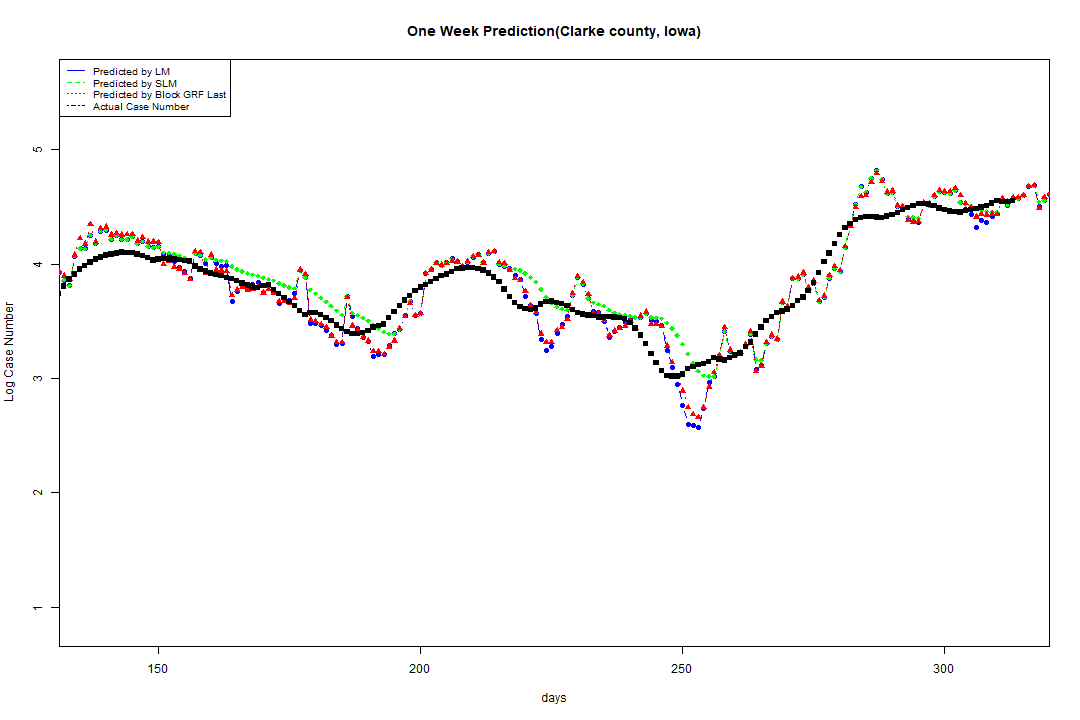 One Week Prediction(Clarke county, Iowa)
Predicted by LM
Predicted by SLM
Predicted by Block GRF Last
Actual Case Number
5
4
3
2
1
Log Case Number
150
200
250
300
days